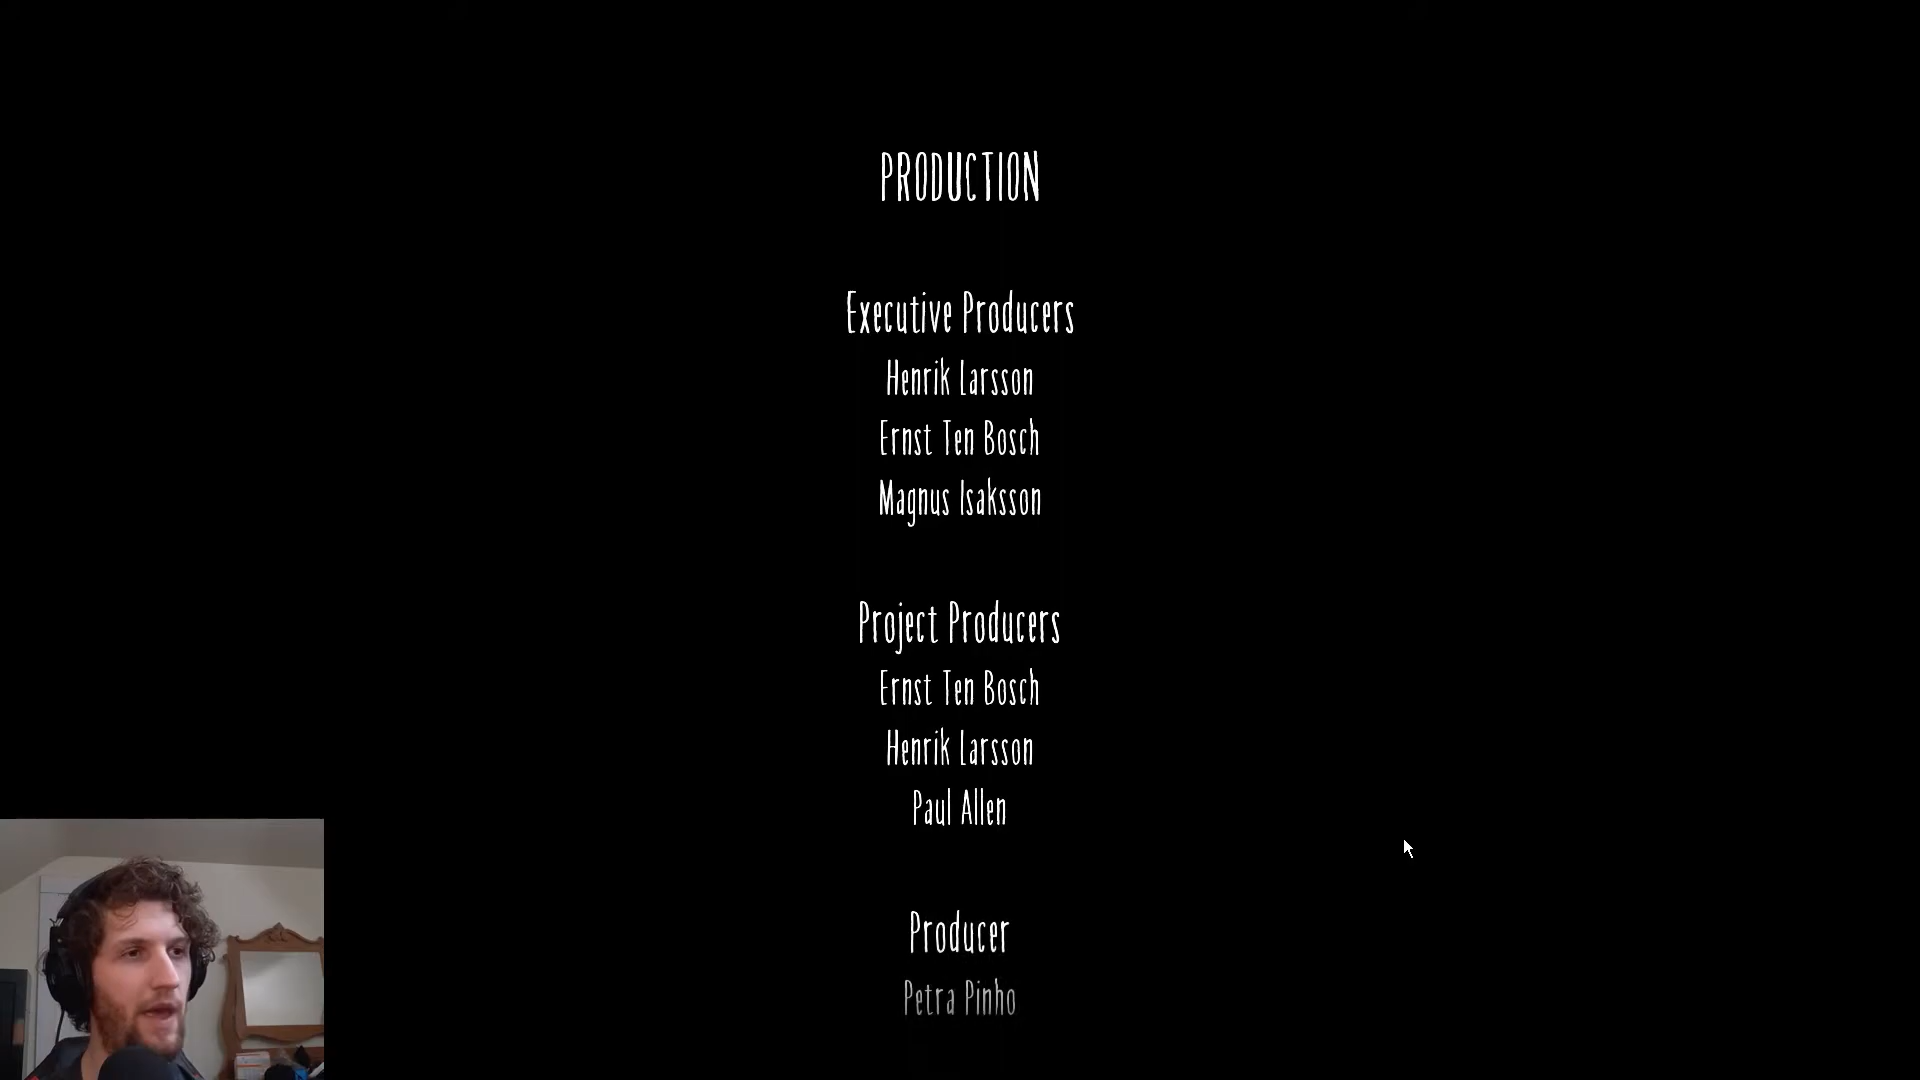 PRODUCTION
Executive Producers
Henrik Larsson
Ernst Ten Bosch
Magnus Isaksson
Project Producers
Ernst Ten Bosch
Henrik Larsson
Paul Allen
Producer
Petra Pinho